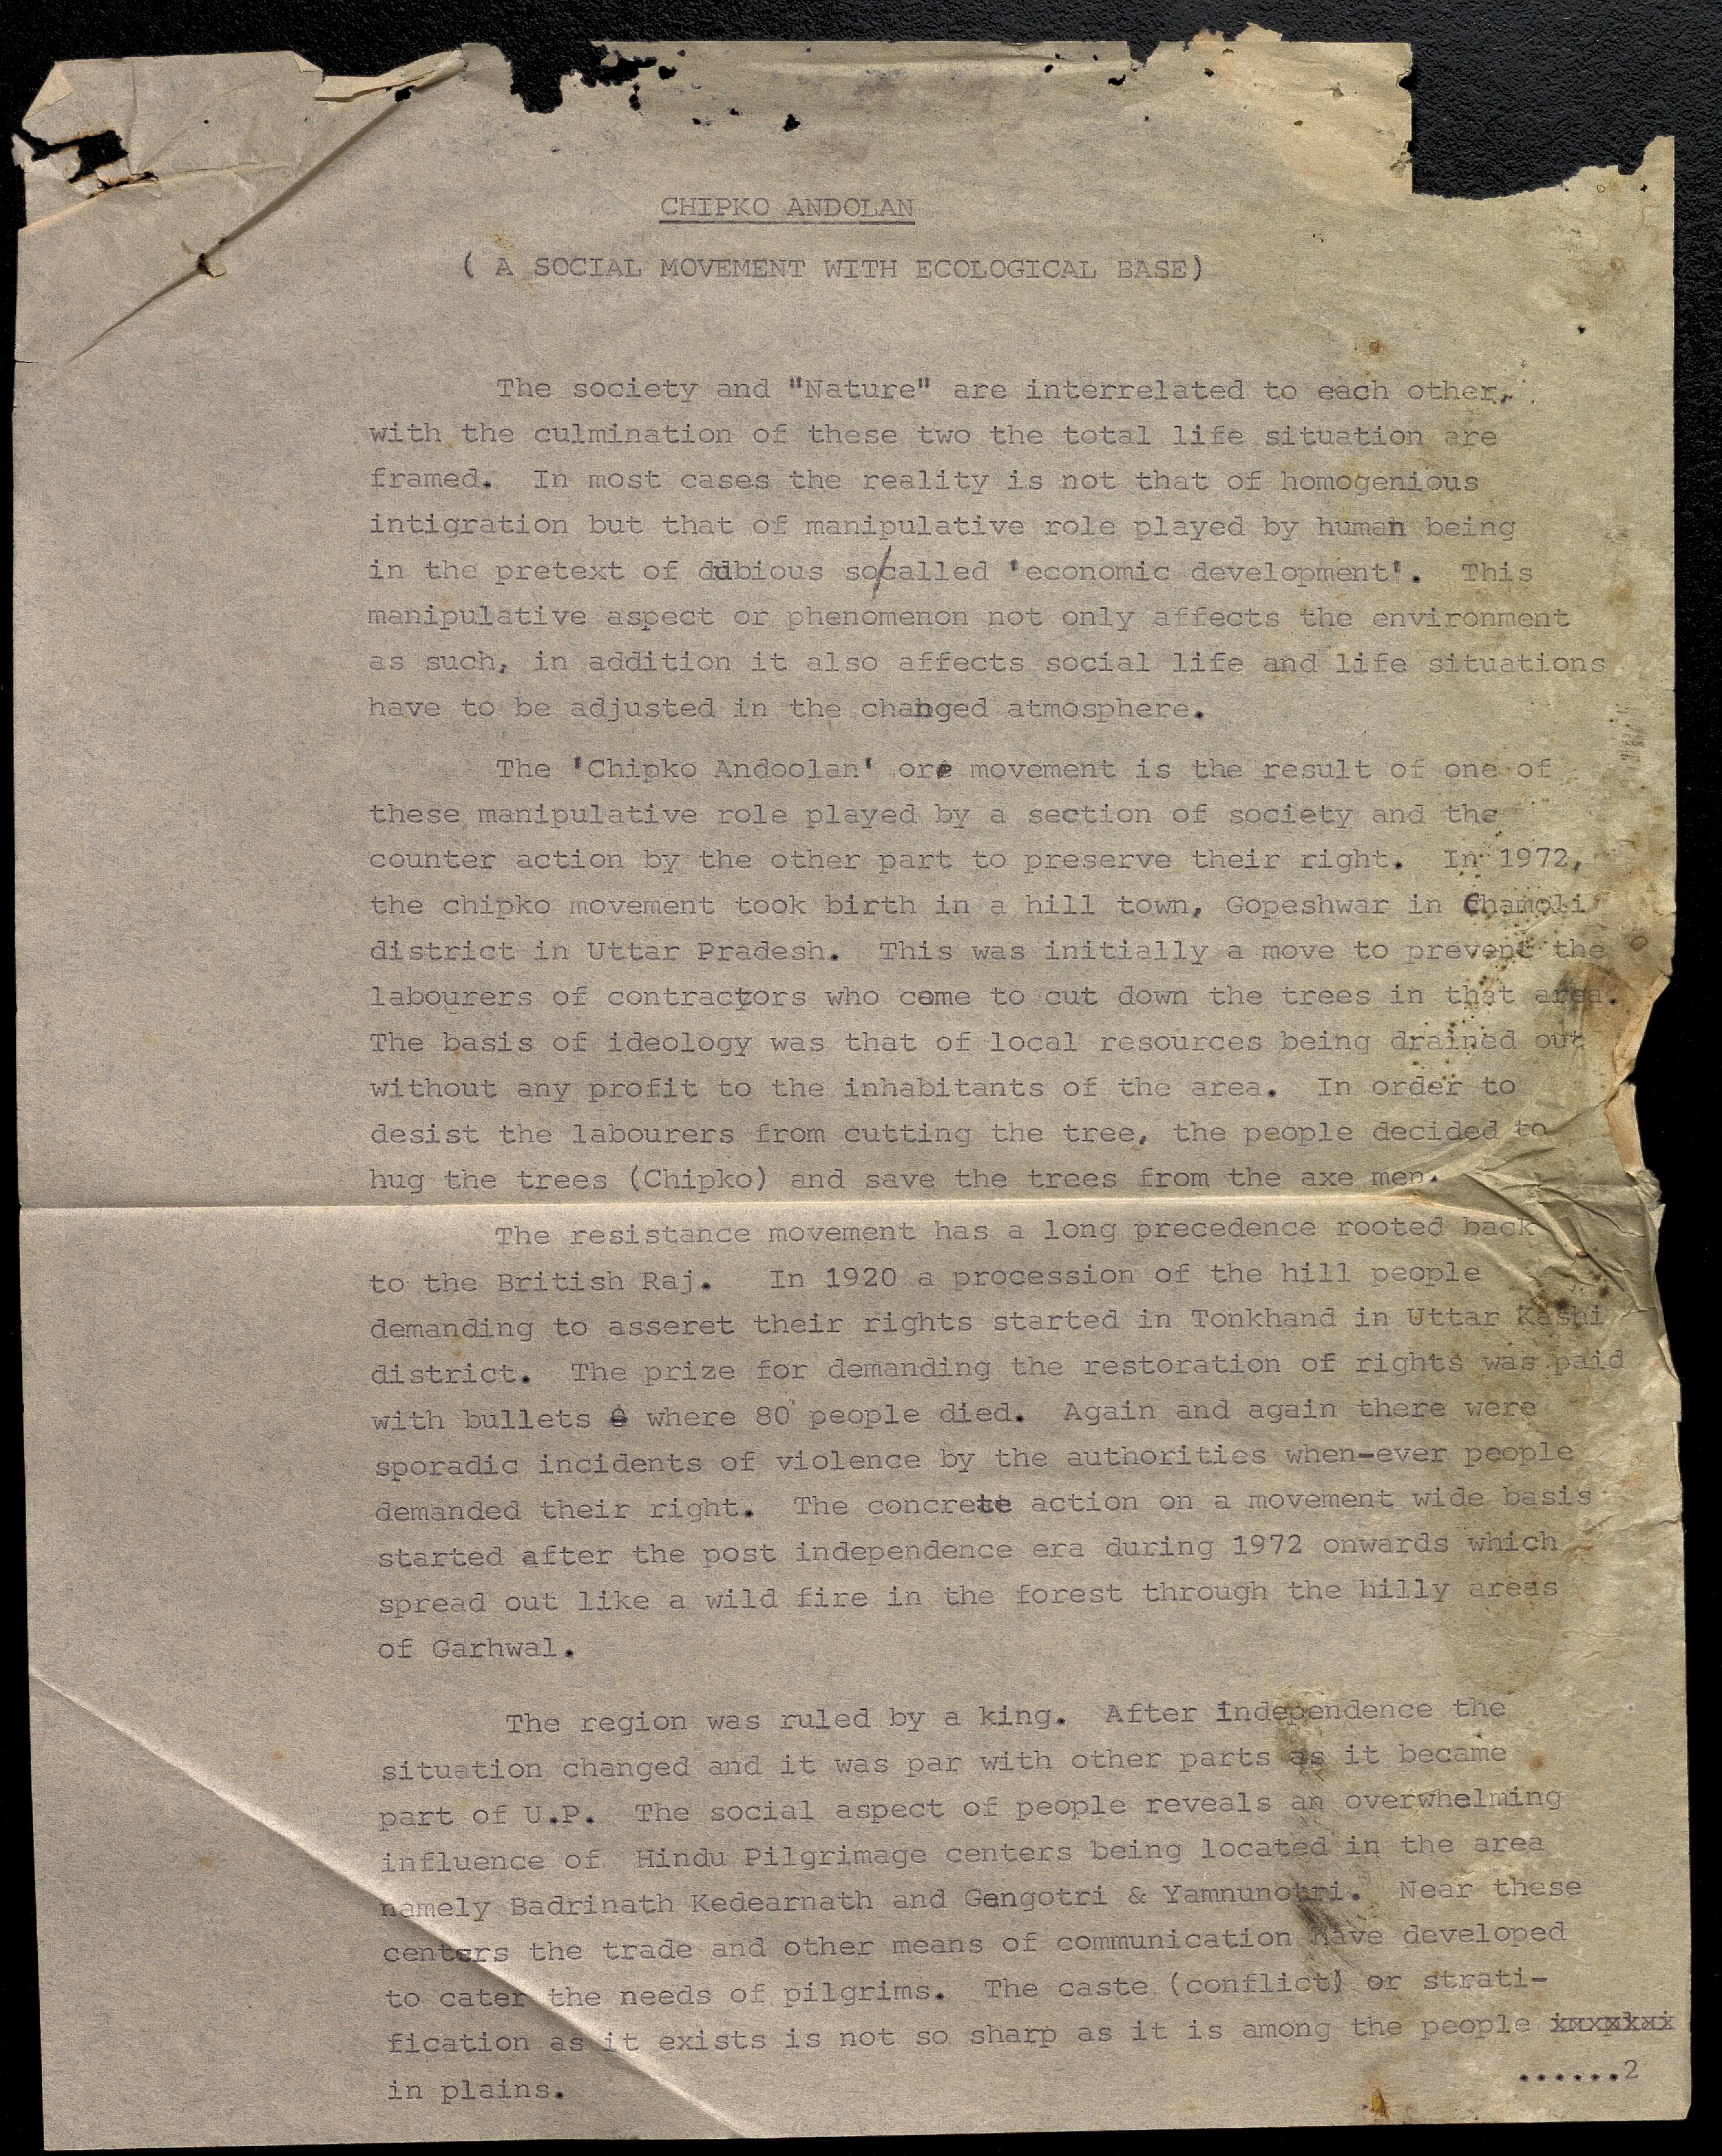 CHIPKO ANDOLAN
( A SOCIAL MOVEMENT WITH ECOLOGICAL BASE)
The society and "Nature" are interrelated to each other,
with the culmination of these two the total life situation are
framed. In most cases the reality is not that of homogenious
intigration but that of manipulative role played by human being
in the pretext of dubious so/called 'economic development'. This
manipulative aspect or phenomenon not only affects the environment
as such, in addition it also affects social life and life situations
have to be adjusted in the changed atmosphere.
The 'Chipko Andoolan' or movement is the result of one of
these manipulative role played by a section of society and the
counter action by the other part to preserve their right. In 1972,
the chipko movement took birth in a hill town, Gopeshwar in Chamoli
district in Uttar Pradesh. This was initially a move to prevent the
labourers of contractors who come to cut down the trees in that area.
The basis of ideology was that of local resources being drained out
without any profit to the inhabitants of the area. In order to
desist the labourers from cutting the tree, the people decided to
hug the trees (Chipko) and save the trees from the axe men.
The resistance movement has a long precedence rooted back
to the British Raj. In 1920 a procession of the hill people
demanding to asseret their rights started in Tonkhand in Uttar Kashi
district. The prize for demanding the restoration of rights was paid
with bullets where 80 people died. Again and again there were
sporadic incidents of violence by the authorities when-ever people
demanded their right. The concrete action on a movement wide basis
started after the post independence era during 1972 onwards which
spread out like a wild fire in the forest through the hilly areas
of Garhwal.
The region was ruled by a king. After independence the
situation changed and it was par with other parts as it became
part of U.P. The social aspect of people reveals an overwhelming
influence of Hindu Pilgrimage centers being located in the area
namely Badrinath Kedearnath and Gengotri & Yamnunotri. Near these
centers the trade and other means of communication have developed
to cater the needs of pilgrims. The caste (conflict) or strati-
fication as it exists is not so sharp as it is among the people
in plains.
......2